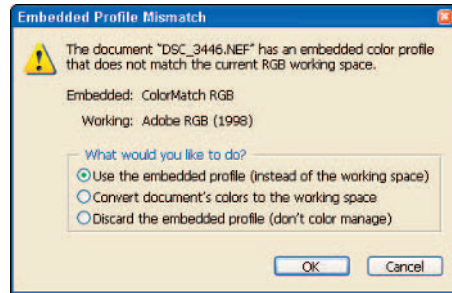 Embedded Profile Mismatch
The document "DSC_3446.NEF" has an embedded color profile
that does not match the current RGB working space.
Embedded: ColorMatch RGB
Working: Adobe RGB (1998)
What would you like to do?
Use the embedded profile (instead of the working space)
Convert document's colors to the working space
Discard the embedded profile (don't color manage)
OK Cancel